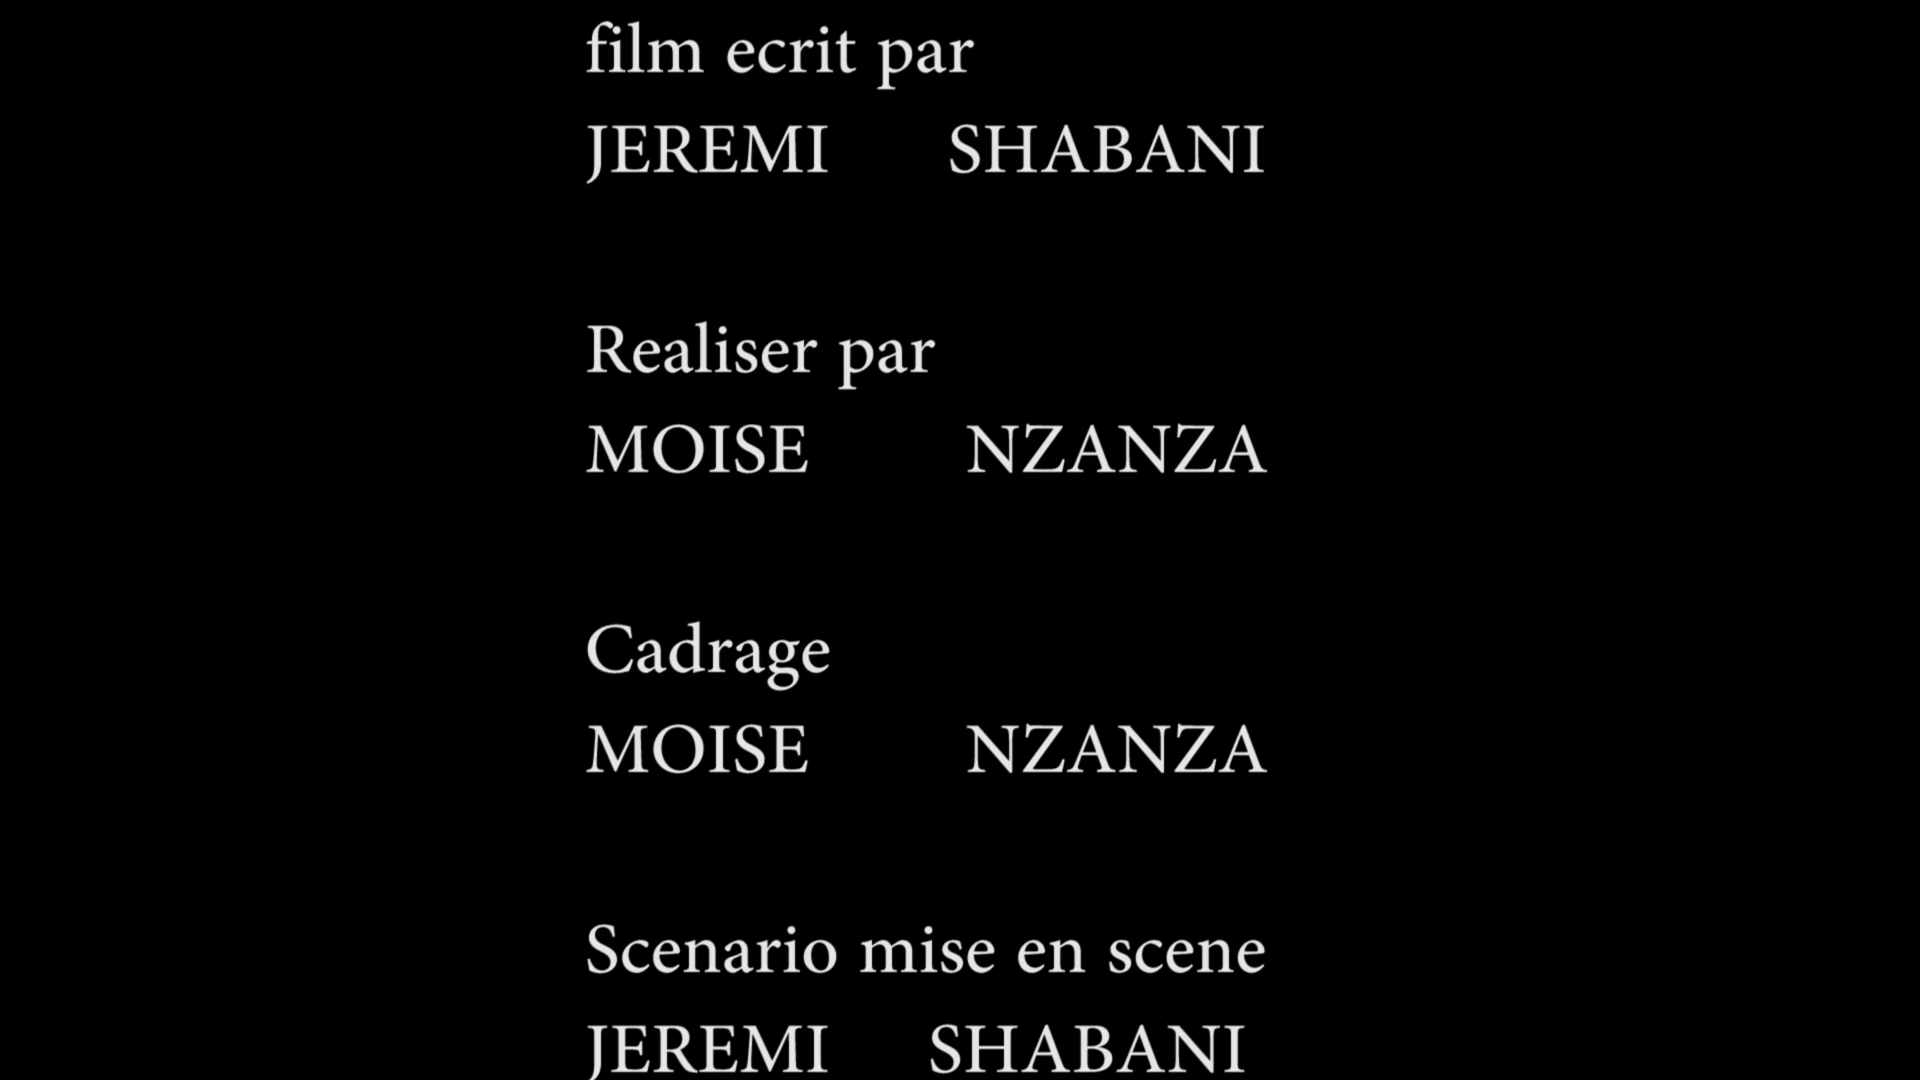 film ecrit par
JEREMI SHABANI
Realiser par
MOISE NZANZA
Cadrage
MOISE NZANZA
Scenario mise en scene
JEREMI SHABANI